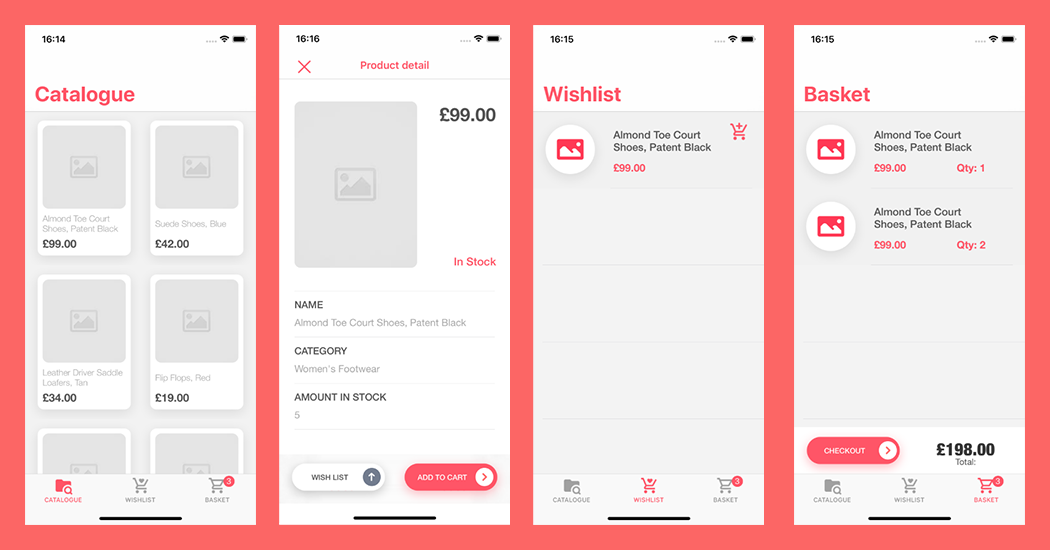 16:14
Catalogue
Almond Toe Court
Shoes, Patent Black
£99.00
Suede Shoes, Blue
£42.00
Leather Driver Saddle
Loafers, Tan
£34.00
Flip Flops, Red
£19.00
CATALOGUE
WISHLIST
3
BASKET
16:16
Product detail
£99.00
In Stock
NAME
Almond Toe Court Shoes, Patent Black
CATEGORY
Women's Footwear
AMOUNT IN STOCK
5
WISH LIST
ADD TO CART
16:15
Wishlist
Almond Toe Court
Shoes, Patent Black
£99.00
CATALOGUE
WISHLIST
3
BASKET
16:15
Basket
Almond Toe Court
Shoes, Patent Black
£99.00 Qty: 1
Almond Toe Court
Shoes, Patent Black
£99.00 Qty: 2
CHECKOUT
£198.00
Total:
CATALOGUE
WISHLIST
3
BASKET